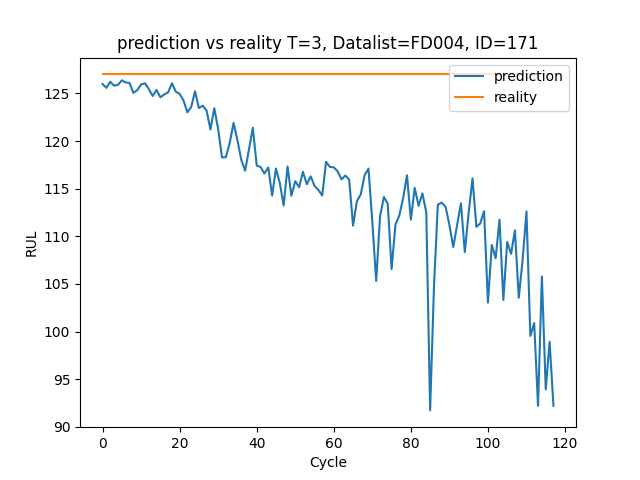 prediction vs reality T=3, Datalist=FD004, ID=171
prediction
reality
125
120
115
110
105
100
95
90
RUL
0 20 40 60 80 100 120
Cycle